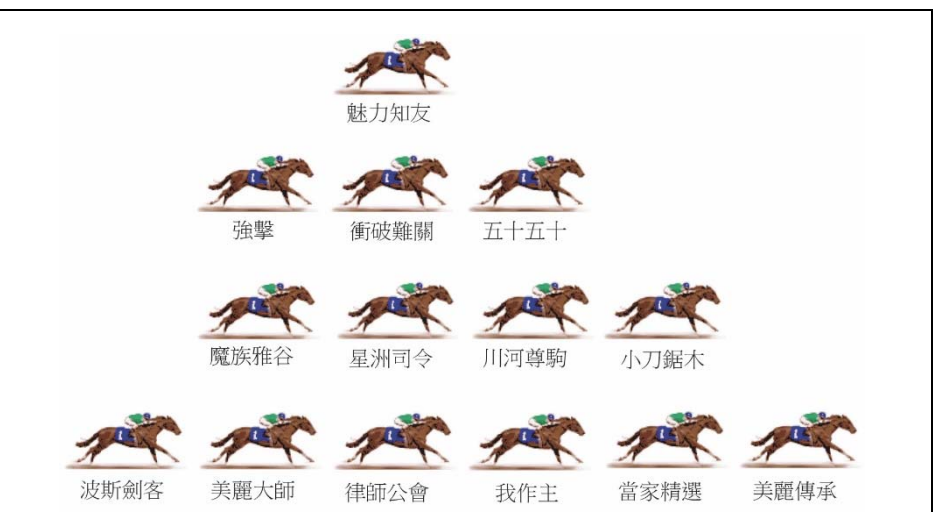 魅力知友
強擊 衝破難關 五十五十
魔族雅谷 星洲司令 川河尊駒 小刀鋸木
波斯劍客 美麗大師 律師公會 我作主 當家精選 美麗傳承